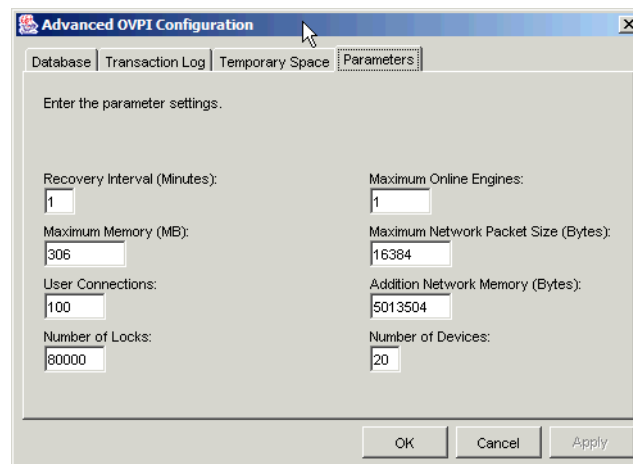 Advanced OVPI Configuration
Database Transaction Log Temporary Space Parameters
Enter the parameter settings.
Recovery Interval (Minutes):
1
Maximum Online Engines:
1
Maximum Memory (MB):
306
Maximum Network Packet Size (Bytes):
16384
User Connections:
100
Addition Network Memory (Bytes):
5013504
Number of Locks:
80000
Number of Devices:
20
OK Cancel Apply